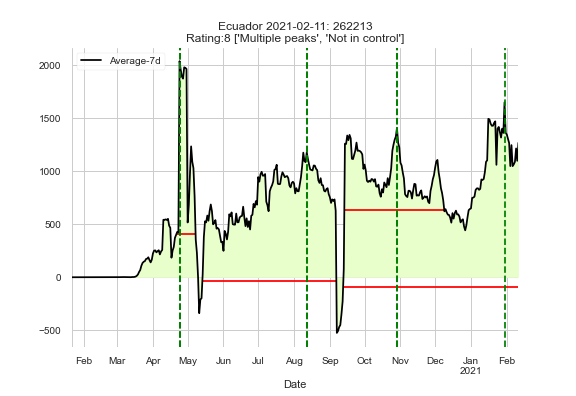 Ecuador 2021-02-11: 262213
Rating:8 ['Multiple peaks', 'Not in control']
Average-7d
2000
1500
1000
500
0
−500
Feb Mar Apr May Jun Jul Aug Sep Oct Nov Dec Jan Feb
2021
Date